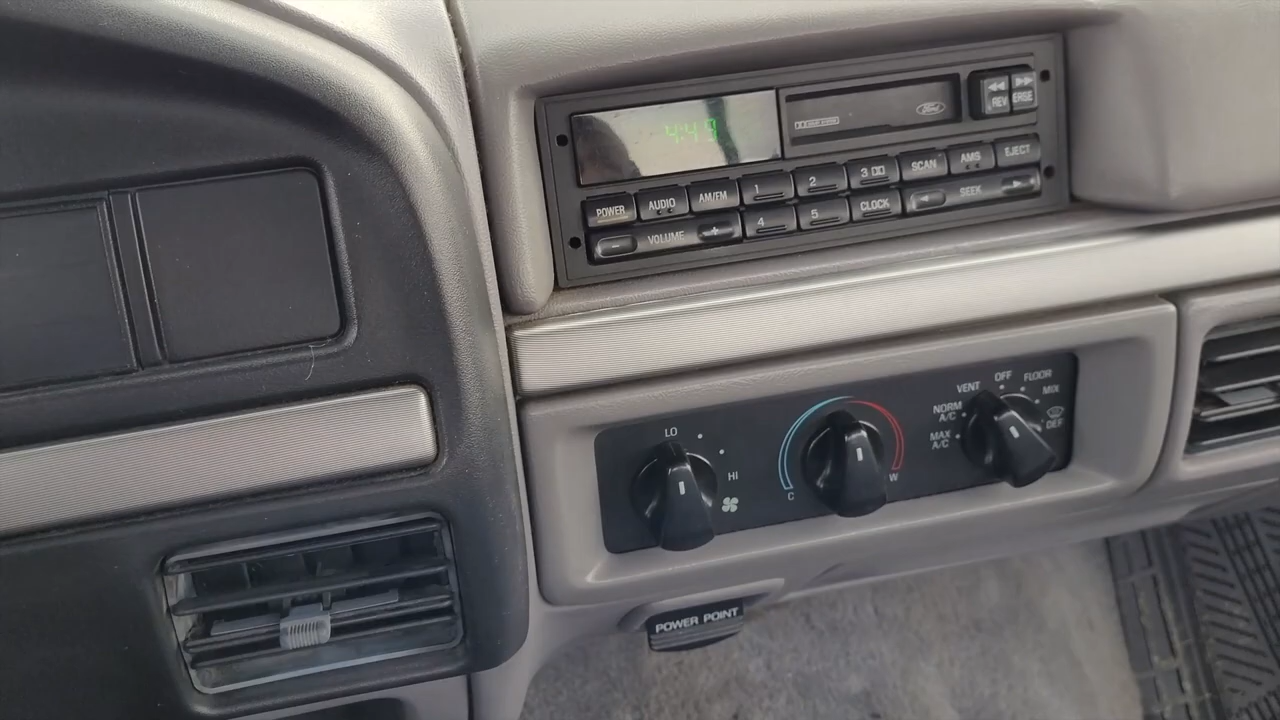 4:49
Ford
REV
ERSE
POWER
AUDIO
AM/FM
1
2
3
SCAN
AMS
EJECT
VOLUME
- +
4
5
CLOCK
SEEK
LO
HI
C
W
MAX
A/C
NORM
A/C
VENT
OFF
FLOOR
MIX
DEF
POWER POINT